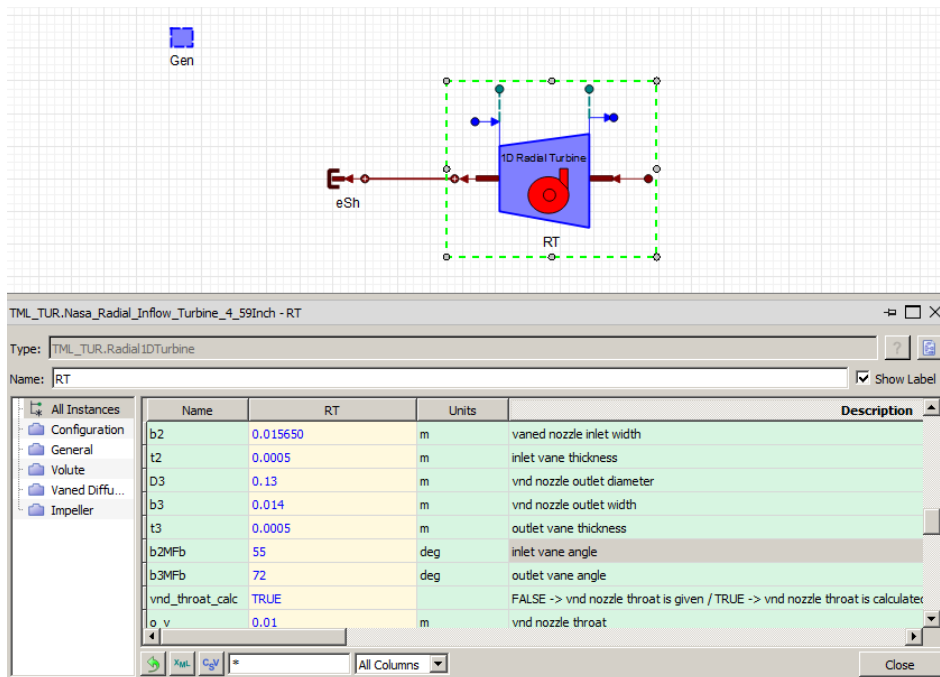 Gen
1D Radial Turbine
eSh
RT
TML_TUR.Nasa_Radial_Inflow_Turbine_4_59Inch - RT
Type: TML_TUR.Radial1DTurbine ?
Name: RT Show Label
All Instances
Configuration
General
Volute
Vaned Diffu...
Impeller
Name RT Units Description
b2 0.015650 m vaned nozzle inlet width
t2 0.0005 m inlet vane thickness
D3 0.13 m vnd nozzle outlet diameter
b3 0.014 m vnd nozzle outlet width
t3 0.0005 m outlet vane thickness
b2MFb 55 deg inlet vane angle
b3MFb 72 deg outlet vane angle
vnd_throat_calc TRUE FALSE -> vnd nozzle throat is given / TRUE -> vnd nozzle throat is calculated
o_v 0.01 m vnd nozzle throat
XML CSV * All Columns Close